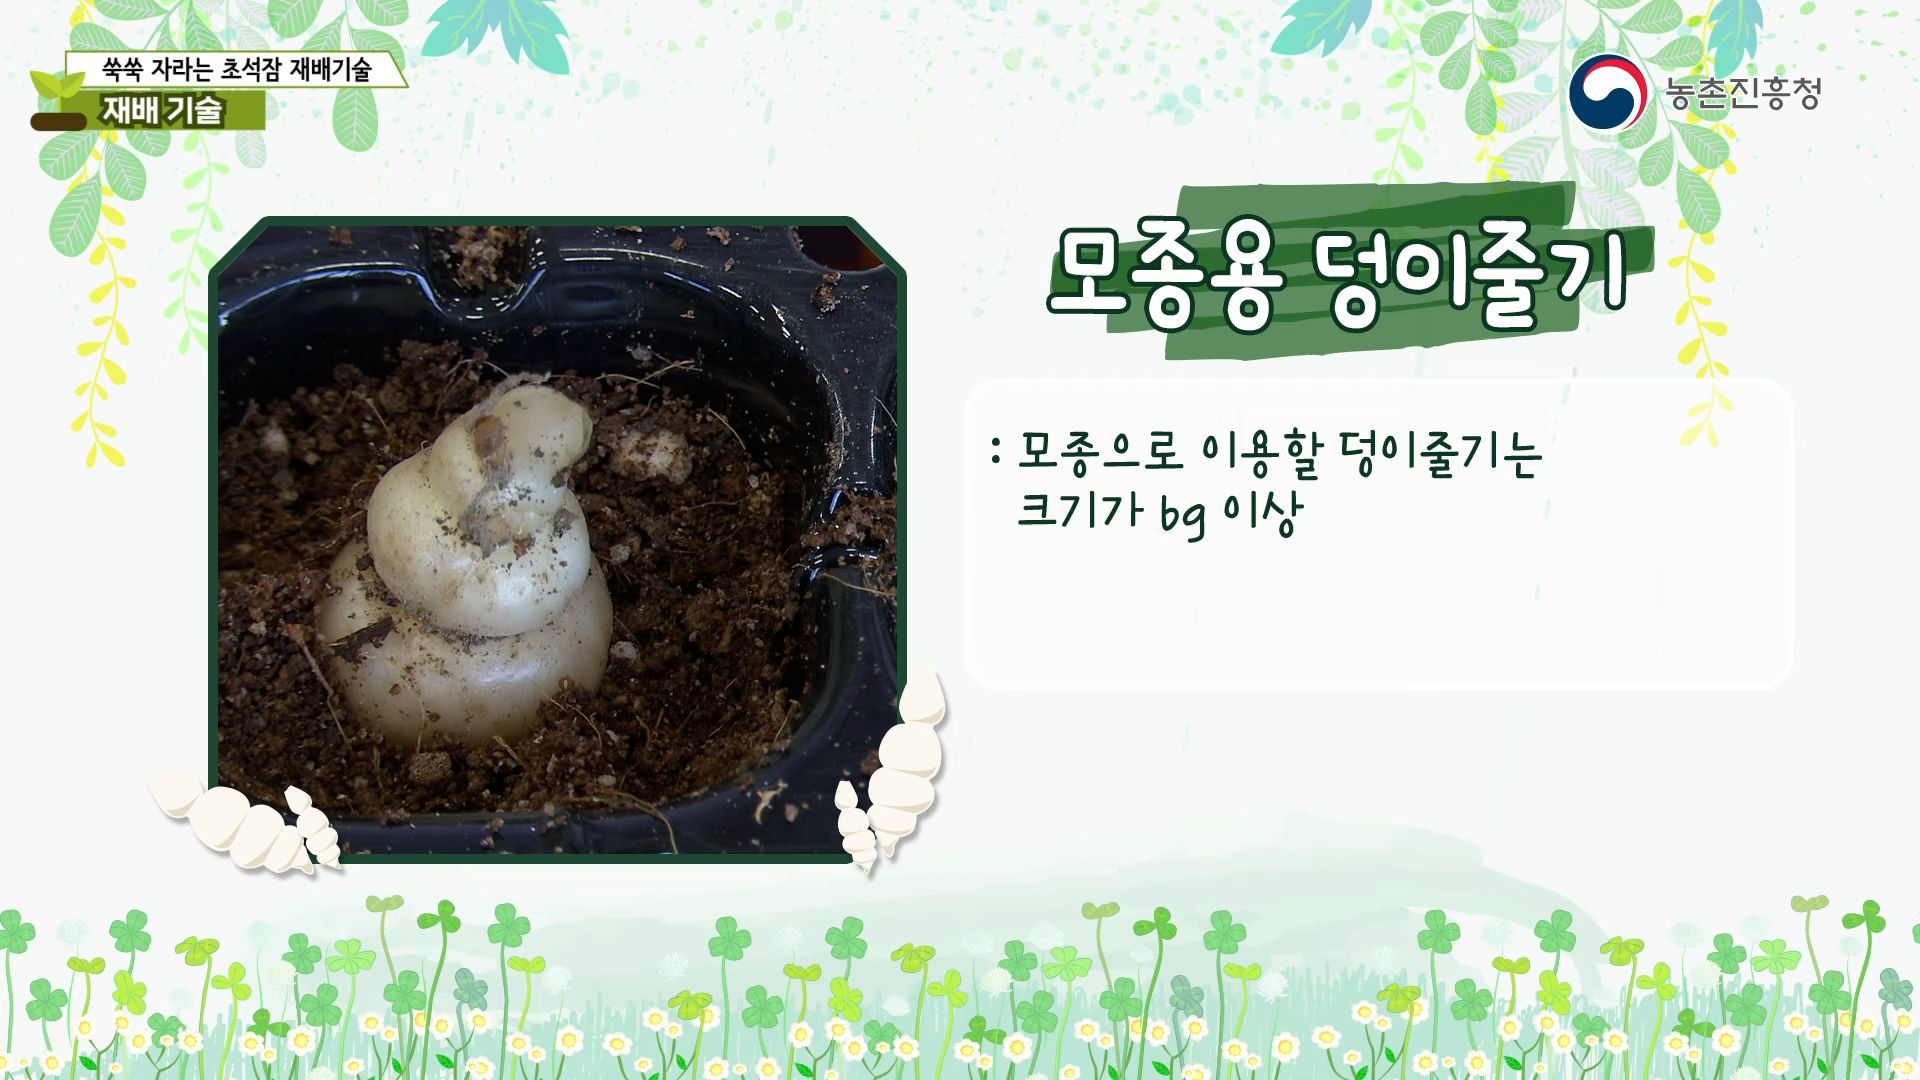 쑥쑥 자라는 초석잠 재배기술
재배 기술
농촌진흥청
모종용 덩이줄기
: 모종으로 이용할 덩이줄기는
크기가 6g 이상